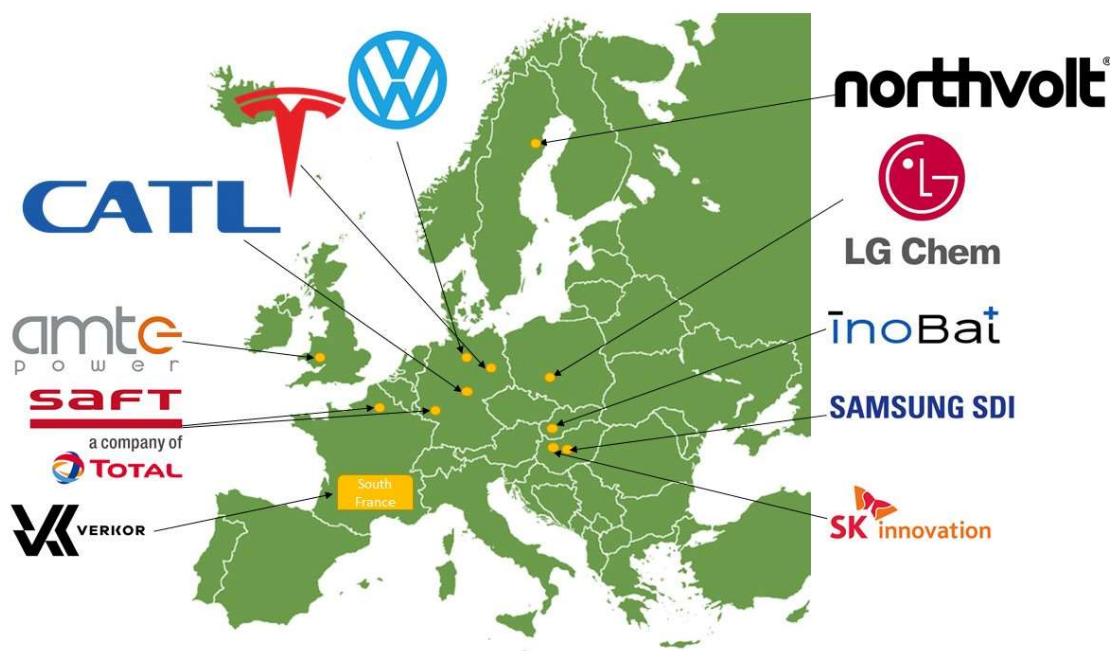 northvolt®
CATL
LG Chem
amte
power
inoBat
saft
a company of
TOTAL
SAMSUNG SDI
South
France
VERKOR
SK innovation